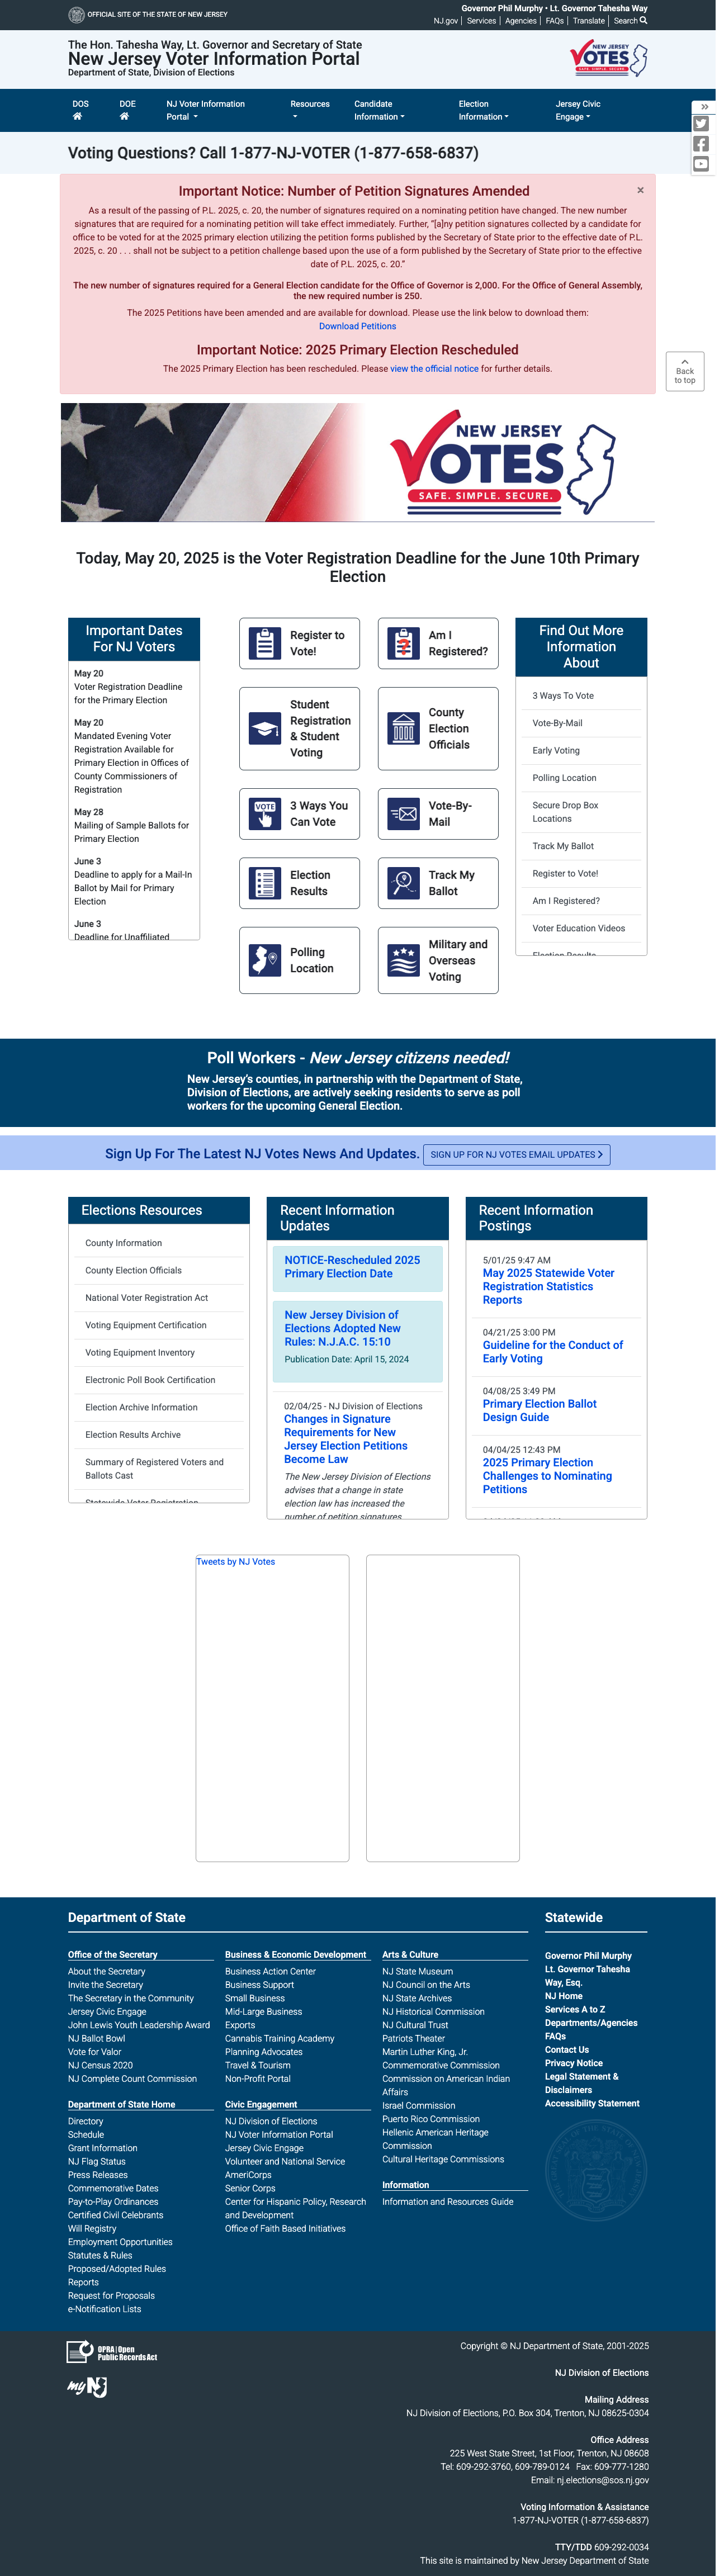 OFFICIAL SITE OF THE STATE OF NEW JERSEY
Governor Phil Murphy • Lt. Governor Tahesha Way
NJ.gov | Services | Agencies | FAQs | Translate | Search
The Hon. Tahesha Way, Lt. Governor and Secretary of State
New Jersey Voter Information Portal
Department of State, Division of Elections
NEW JERSEY
VOTES
SAFE. SIMPLE. SECURE.
DOS
DOE
NJ Voter Information
Portal
Resources
Candidate
Information
Election
Information
Jersey Civic
Engage
Voting Questions? Call 1-877-NJ-VOTER (1-877-658-6837)
Important Notice: Number of Petition Signatures Amended
×
As a result of the passing of P.L. 2025, c. 20, the number of signatures required on a nominating petition have changed. The new number
signatures that are required for a nominating petition will take effect immediately. Further, "[a]ny petition signatures collected by a candidate for
office to be voted for at the 2025 primary election utilizing the petition forms published by the Secretary of State prior to the effective date of P.L.
2025, c. 20 . . . shall not be subject to a petition challenge based upon the use of a form published by the Secretary of State prior to the effective
date of P.L. 2025, c. 20."
The new number of signatures required for a General Election candidate for the Office of Governor is 2,000. For the Office of General Assembly,
the new required number is 250.
The 2025 Petitions have been amended and are available for download. Please use the link below to download them:
Download Petitions
Important Notice: 2025 Primary Election Rescheduled
The 2025 Primary Election has been rescheduled. Please view the official notice for further details.
Back
to top
NEW JERSEY
VOTES
SAFE. SIMPLE. SECURE.
Today, May 20, 2025 is the Voter Registration Deadline for the June 10th Primary
Election
Important Dates
For NJ Voters
May 20
Voter Registration Deadline
for the Primary Election
May 20
Mandated Evening Voter
Registration Available for
Primary Election in Offices of
County Commissioners of
Registration
May 28
Mailing of Sample Ballots for
Primary Election
June 3
Deadline to apply for a Mail-In
Ballot by Mail for Primary
Election
June 3
Deadline for Unaffiliated
Register to
Vote!
?
Am I
Registered?
Student
Registration
& Student
Voting
County
Election
Officials
VOTE
3 Ways You
Can Vote
Vote-By-
Mail
Election
Results
Track My
Ballot
Polling
Location
Military and
Overseas
Voting
Find Out More
Information
About
3 Ways To Vote
Vote-By-Mail
Early Voting
Polling Location
Secure Drop Box
Locations
Track My Ballot
Register to Vote!
Am I Registered?
Voter Education Videos
Election Results
Poll Workers - New Jersey citizens needed!
New Jersey's counties, in partnership with the Department of State,
Division of Elections, are actively seeking residents to serve as poll
workers for the upcoming General Election.
Sign Up For The Latest NJ Votes News And Updates. SIGN UP FOR NJ VOTES EMAIL UPDATES
Elections Resources
County Information
County Election Officials
National Voter Registration Act
Voting Equipment Certification
Voting Equipment Inventory
Electronic Poll Book Certification
Election Archive Information
Election Results Archive
Summary of Registered Voters and
Ballots Cast
Statewide Voter Registration
Recent Information
Updates
NOTICE-Rescheduled 2025
Primary Election Date
New Jersey Division of
Elections Adopted New
Rules: N.J.A.C. 15:10
Publication Date: April 15, 2024
02/04/25 - NJ Division of Elections
Changes in Signature
Requirements for New
Jersey Election Petitions
Become Law
The New Jersey Division of Elections
advises that a change in state
election law has increased the
number of petition signatures
Recent Information
Postings
5/01/25 9:47 AM
May 2025 Statewide Voter
Registration Statistics
Reports
04/21/25 3:00 PM
Guideline for the Conduct of
Early Voting
04/08/25 3:49 PM
Primary Election Ballot
Design Guide
04/04/25 12:43 PM
2025 Primary Election
Challenges to Nominating
Petitions
Tweets by NJ Votes
Department of State
Office of the Secretary
About the Secretary
Invite the Secretary
The Secretary in the Community
Jersey Civic Engage
John Lewis Youth Leadership Award
NJ Ballot Bowl
Vote for Valor
NJ Census 2020
NJ Complete Count Commission
Department of State Home
Directory
Schedule
Grant Information
NJ Flag Status
Press Releases
Commemorative Dates
Pay-to-Play Ordinances
Certified Civil Celebrants
Will Registry
Employment Opportunities
Statutes & Rules
Proposed/Adopted Rules
Reports
Request for Proposals
e-Notification Lists
Business & Economic Development
Business Action Center
Business Support
Small Business
Mid-Large Business
Exports
Cannabis Training Academy
Planning Advocates
Travel & Tourism
Non-Profit Portal
Civic Engagement
NJ Division of Elections
NJ Voter Information Portal
Jersey Civic Engage
Volunteer and National Service
AmeriCorps
Senior Corps
Center for Hispanic Policy, Research
and Development
Office of Faith Based Initiatives
Arts & Culture
NJ State Museum
NJ Council on the Arts
NJ State Archives
NJ Historical Commission
NJ Cultural Trust
Patriots Theater
Martin Luther King, Jr.
Commemorative Commission
Commission on American Indian
Affairs
Israel Commission
Puerto Rico Commission
Hellenic American Heritage
Commission
Cultural Heritage Commissions
Information
Information and Resources Guide
Statewide
Governor Phil Murphy
Lt. Governor Tahesha
Way, Esq.
NJ Home
Services A to Z
Departments/Agencies
FAQs
Contact Us
Privacy Notice
Legal Statement &
Disclaimers
Accessibility Statement
OPRA | Open
Public Records Act
my NJ
Copyright © NJ Department of State, 2001-2025
NJ Division of Elections
Mailing Address
NJ Division of Elections, P.O. Box 304, Trenton, NJ 08625-0304
Office Address
225 West State Street, 1st Floor, Trenton, NJ 08608
Tel: 609-292-3760, 609-789-0124 Fax: 609-777-1280
Email: nj.elections@sos.nj.gov
Voting Information & Assistance
1-877-NJ-VOTER (1-877-658-6837)
TTY/TDD 609-292-0034
This site is maintained by New Jersey Department of State